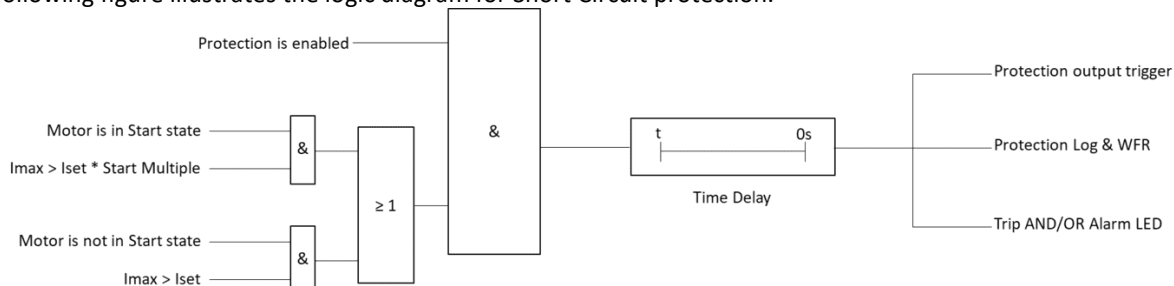 following figure illustrates the logic diagram for Short Circuit protection.
Protection is enabled
Motor is in Start state
Imax > Iset * Start Multiple
&
Motor is not in Start state
Imax > Iset
&
≥ 1
&
t
0s
Time Delay
Protection output trigger
Protection Log & WFR
Trip AND/OR Alarm LED